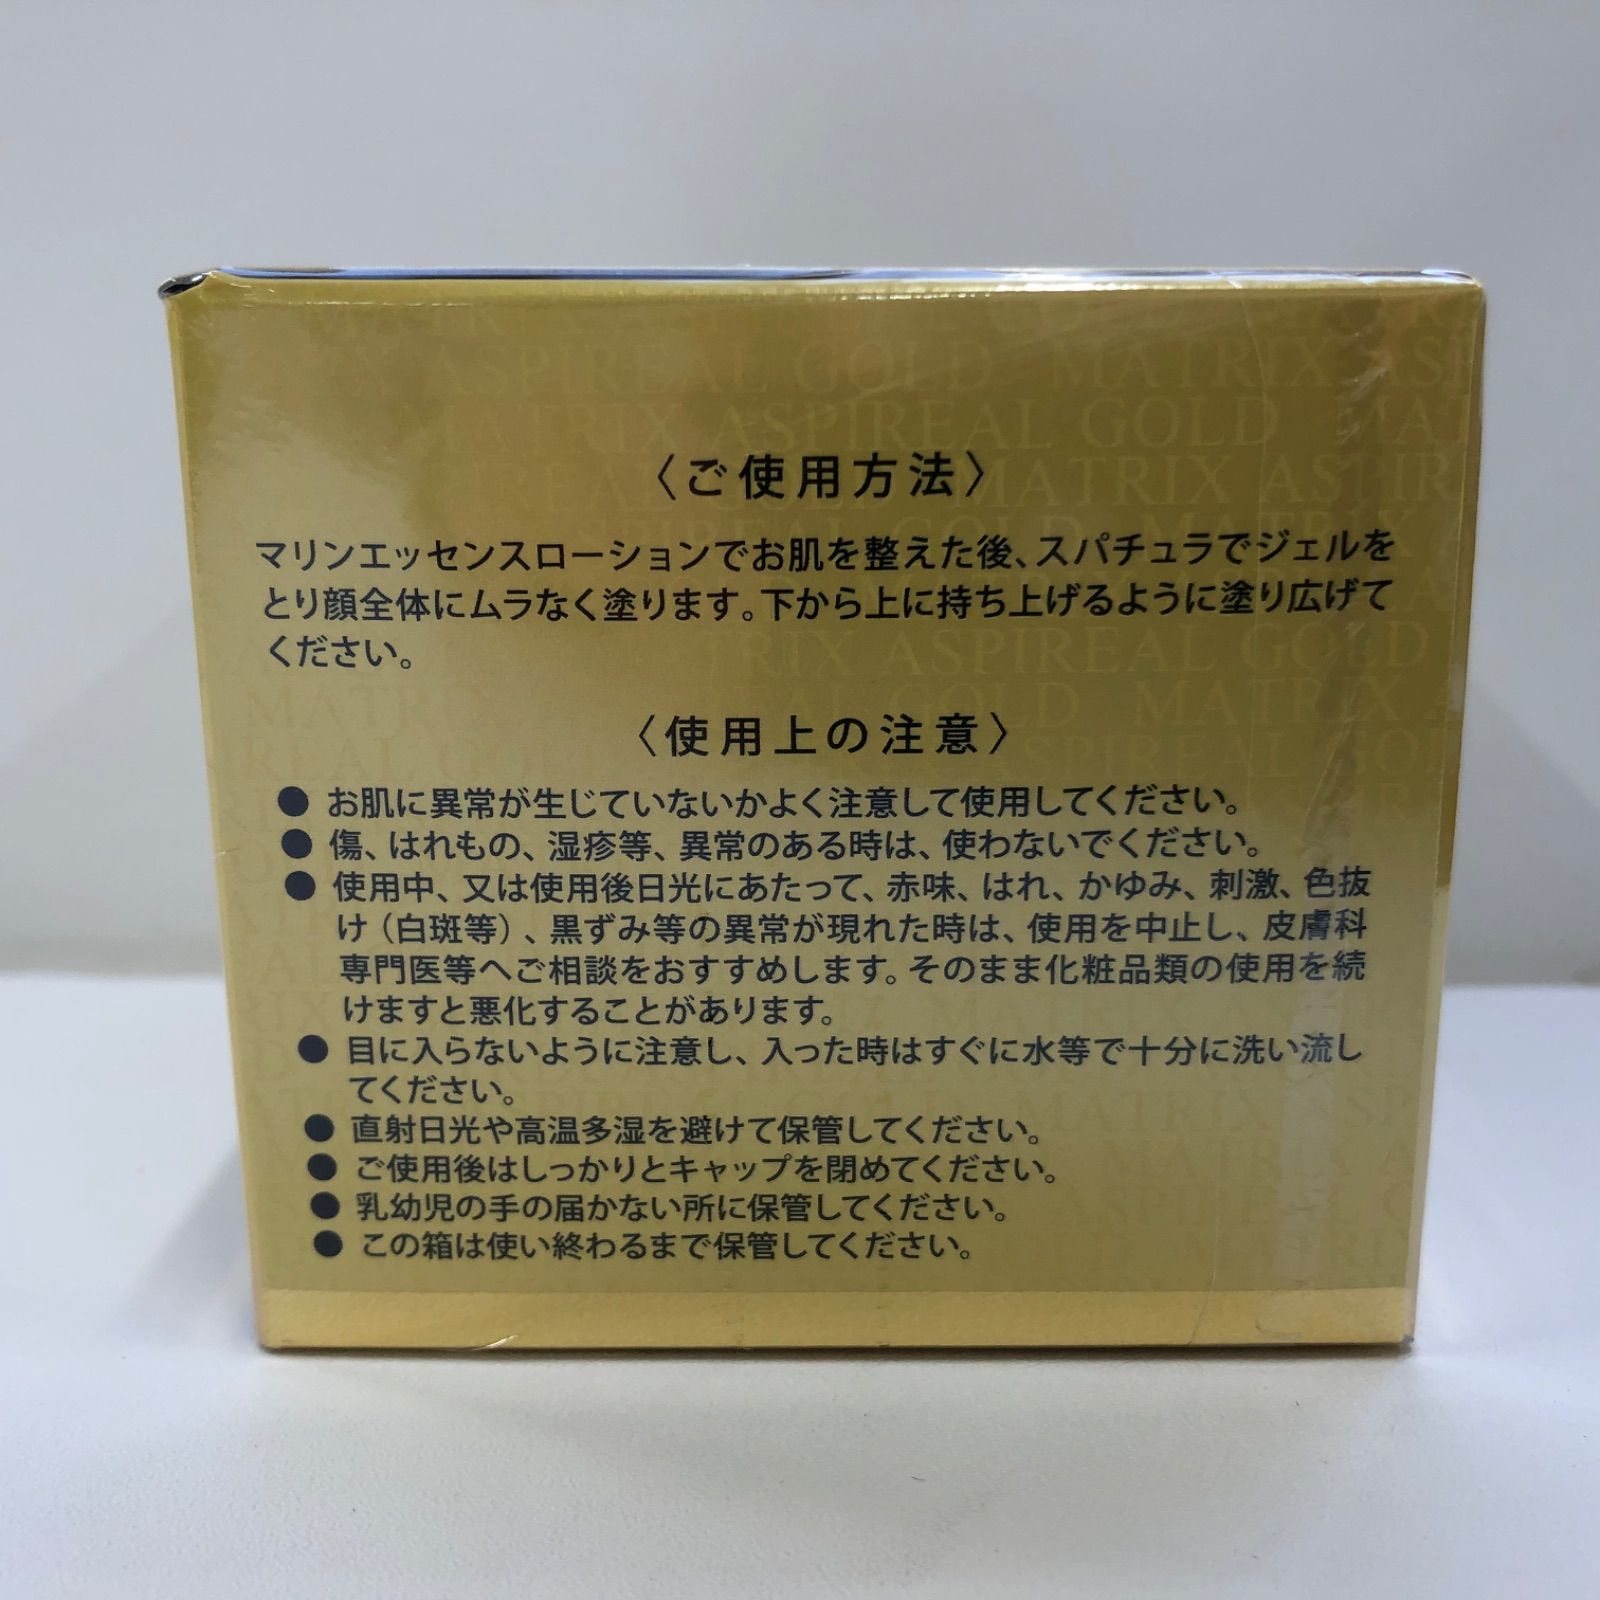 MATRIX ASPIREAL GOLD MATRIX ASPI
MATRIX ASPIREAL GOLD MAT
〈ご使用方法〉
マリンエッセンスローションでお肌を整えた後、スパチュラでジェルを
とり顔全体にムラなく塗ります。下から上に持ち上げるように塗り広げて
ください。
〈使用上の注意〉
● お肌に異常が生じていないかよく注意して使用してください。
● 傷、はれもの、湿疹等、異常のある時は、使わないでください。
● 使用中、又は使用後日光にあたって、赤味、はれ、かゆみ、刺激、色抜
け（白斑等）、黒ずみ等の異常が現れた時は、使用を中止し、皮膚科
専門医等へご相談をおすすめします。そのまま化粧品類の使用を続
けますと悪化することがあります。
● 目に入らないように注意し、入った時はすぐに水等で十分に洗い流し
てください。
● 直射日光や高温多湿を避けて保管してください。
● ご使用後はしっかりとキャップを閉めてください。
● 乳幼児の手の届かない所に保管してください。
● この箱は使い終わるまで保管してください。